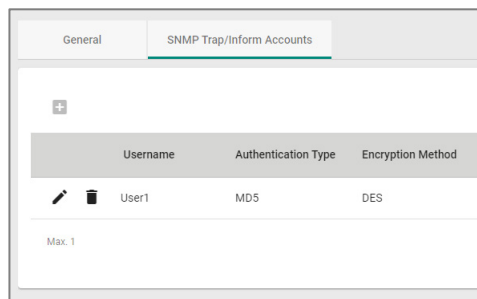 General SNMP Trap/Inform Accounts
Username Authentication Type Encryption Method
User1 MD5 DES
Max. 1